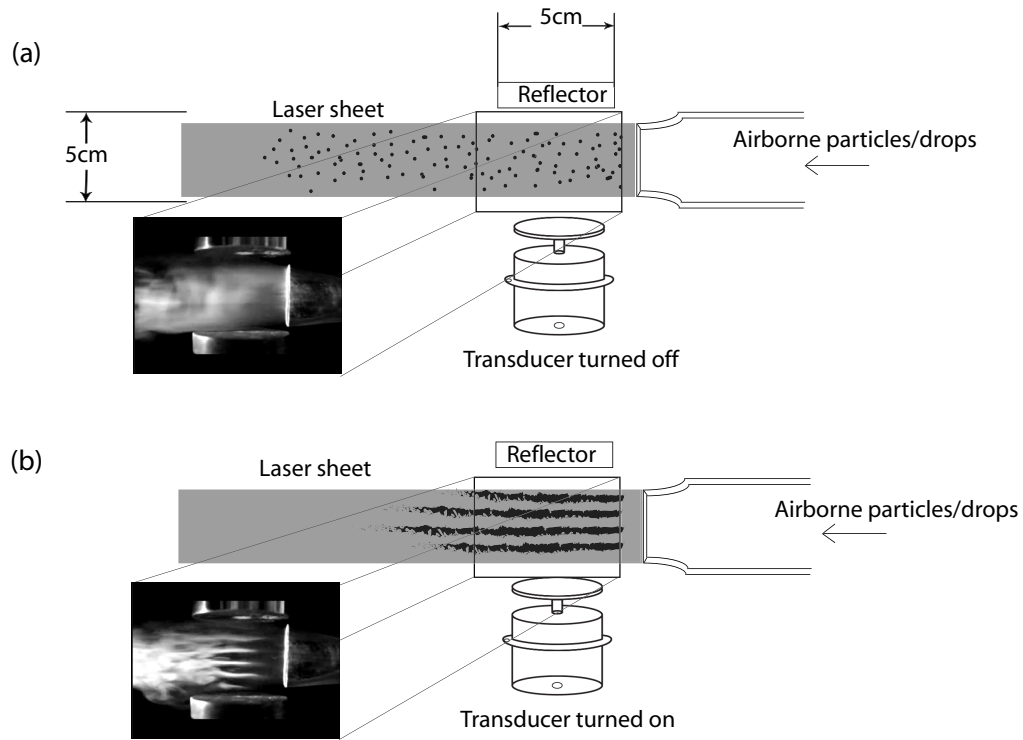 5cm
(a)
Reflector
Laser sheet
Airborne particles/drops
5cm
Transducer turned off
(b)
Reflector
Laser sheet
Airborne particles/drops
Transducer turned on